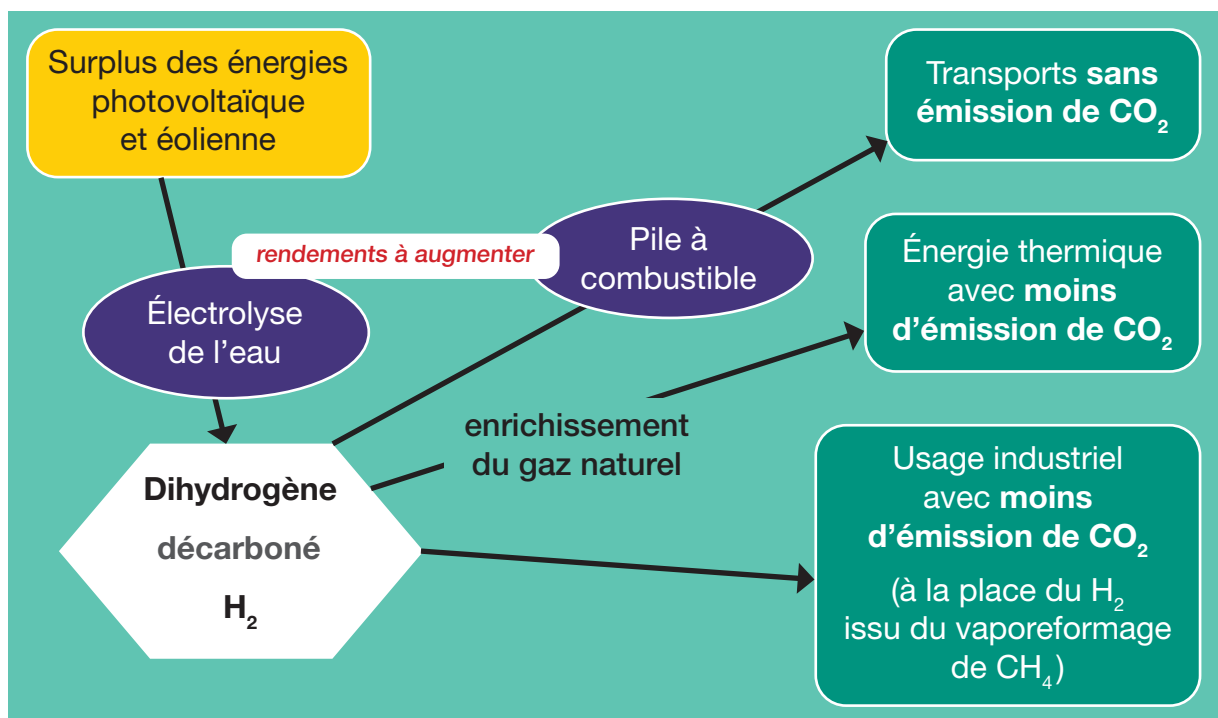 Surplus des énergies
photovoltaïque
et éolienne
rendements à augmenter
Électrolyse
de l'eau
Pile à
combustible
Dihydrogène
décarboné
H₂
enrichissement
du gaz naturel
Transports sans
émission de CO₂
Énergie thermique
avec moins
d'émission de CO₂
Usage industriel
avec moins
d'émission de CO₂
(à la place du H₂
issu du vaporeformage
de CH₄)